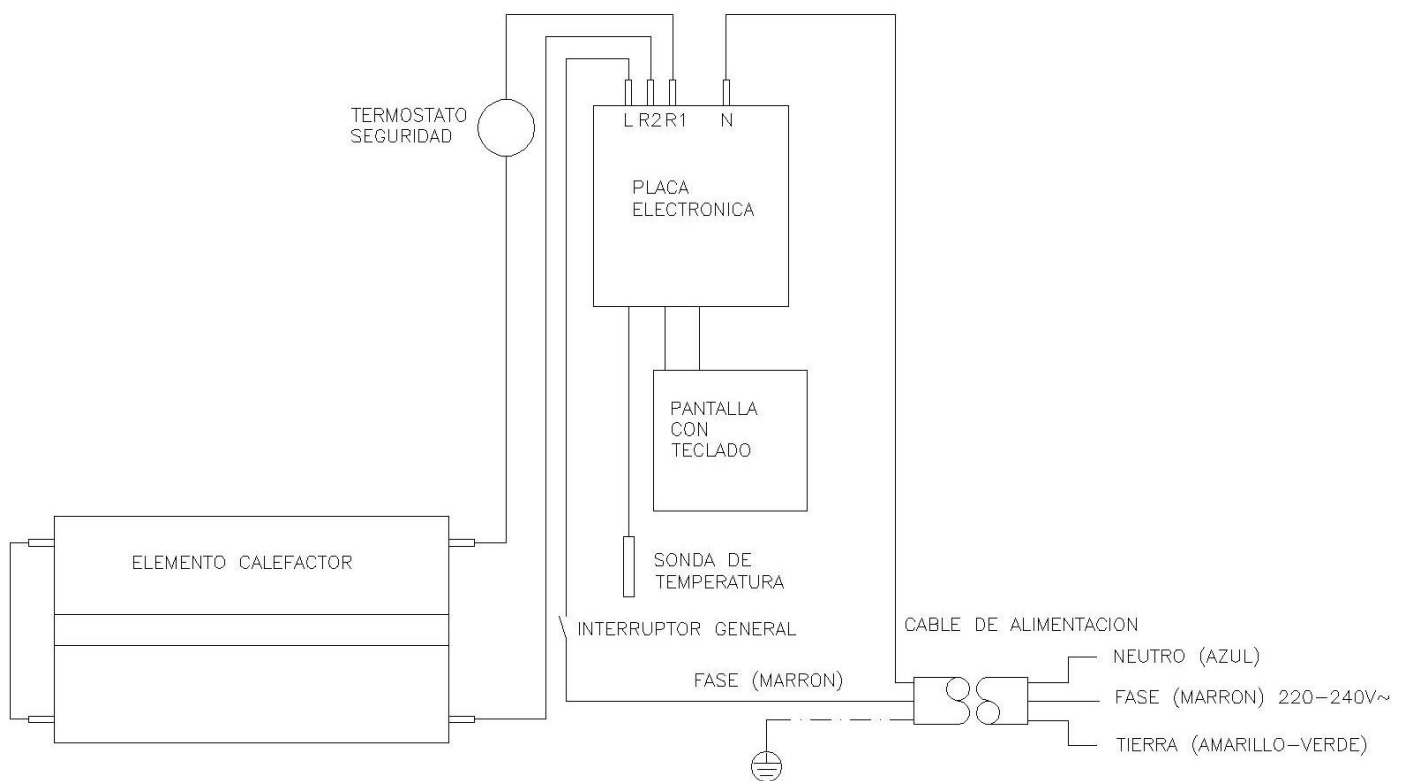 TERMOSTATO
SEGURIDAD
L R2 R1 N
PLACA
ELECTRONICA
PANTALLA
CON
TECLADO
ELEMENTO CALEFACTOR
SONDA DE
TEMPERATURA
INTERRUPTOR GENERAL
CABLE DE ALIMENTACION
NEUTRO (AZUL)
FASE (MARRON)
FASE (MARRON) 220-240V~
TIERRA (AMARILLO-VERDE)